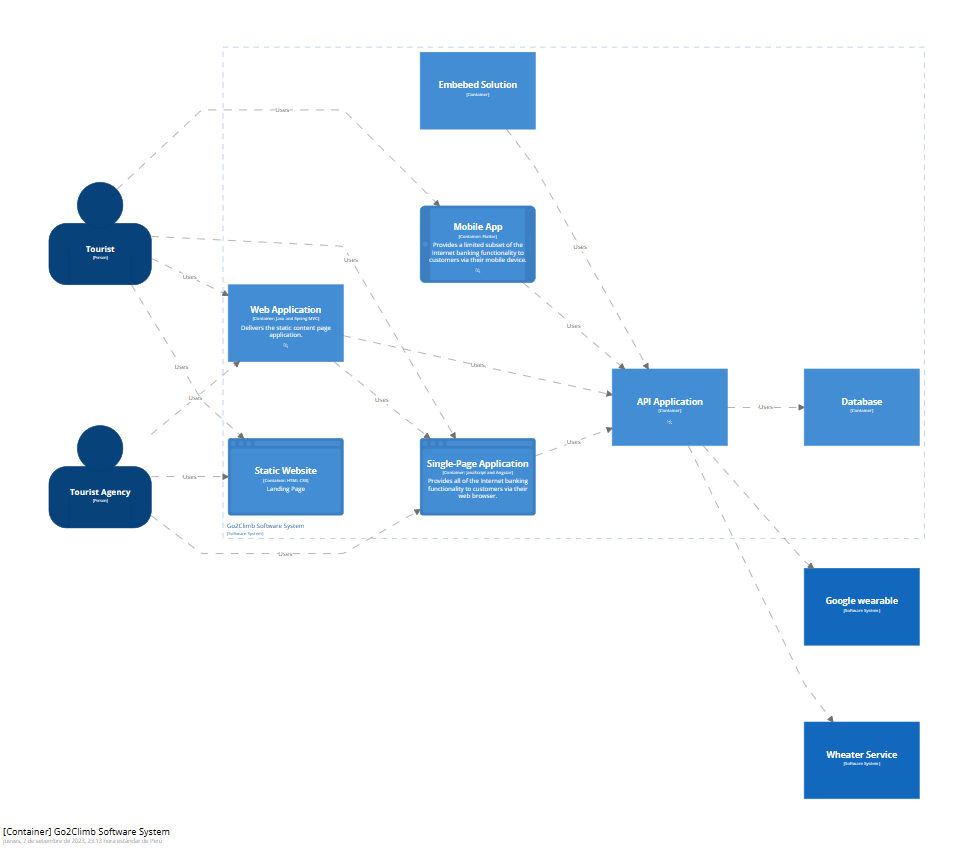 Embebed Solution
[Container]
Uses
Mobile App
[Container: Flutter]
Provides a limited subset of the
Internet banking functionality to
customers via their mobile device.
Tourist
[Person]
Uses
Uses
Uses
Web Application
[Container: Java and Spring MVC]
Delivers the static content page
application.
Uses
Uses
Uses
Uses
Uses
Uses
API Application
[Container]
Uses
Database
[Container]
Tourist Agency
[Person]
Uses
Static Website
[Container: HTML CSS]
Landing Page
Single-Page Application
[Container: JavaScript and Angular]
Provides all of the Internet banking
functionality to customers via their
web browser.
Uses
Go2Climb Software System
[Software System]
Uses
Google wearable
[Software System]
Wheater Service
[Software System]
[Container] Go2Climb Software System
jueves, 7 de setiembre de 2023, 23:13 hora estándar de Perú